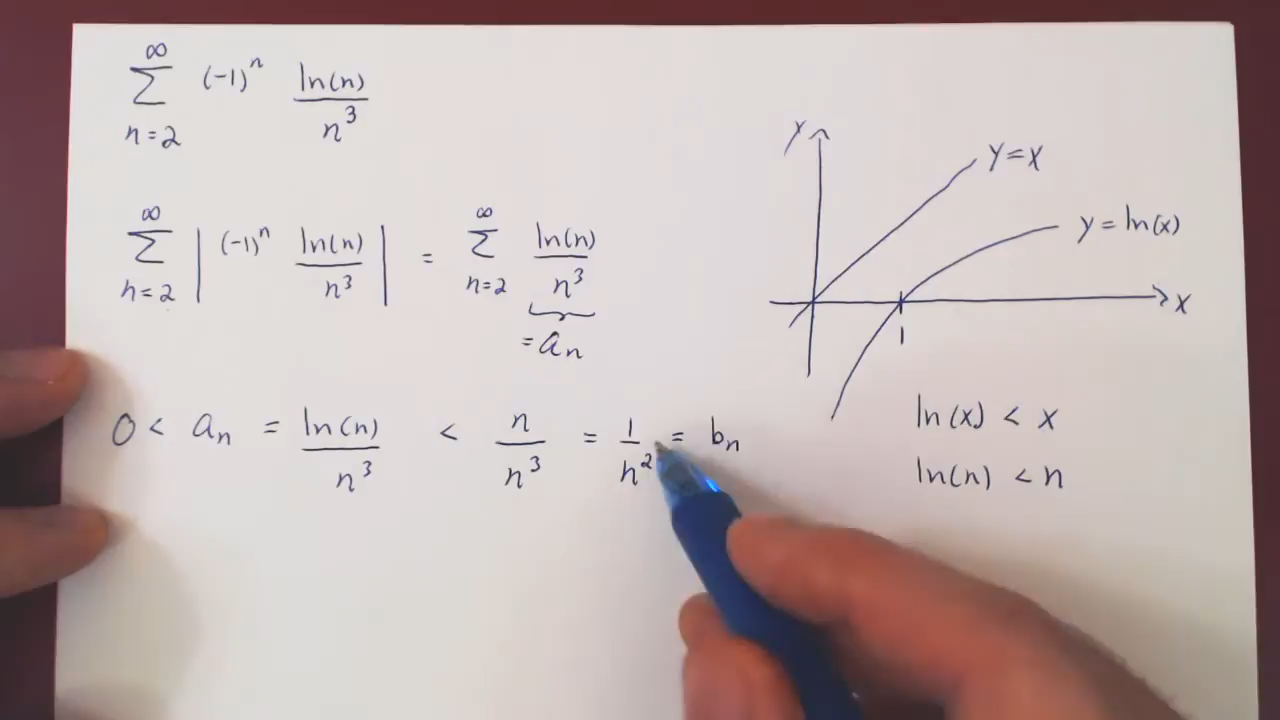 ∞
∑ (-1)^n ln(n)/n^3
n=2
∞ ∞
∑ |(-1)^n ln(n)/n^3| = ∑ ln(n)/n^3
n=2 n=2
= a_n
0 < a_n = ln(n)/n^3 < n/n^3 = 1/n^2 = b_n
y
y=x
y = ln(x)
x
1
ln(x) < x
ln(n) < n